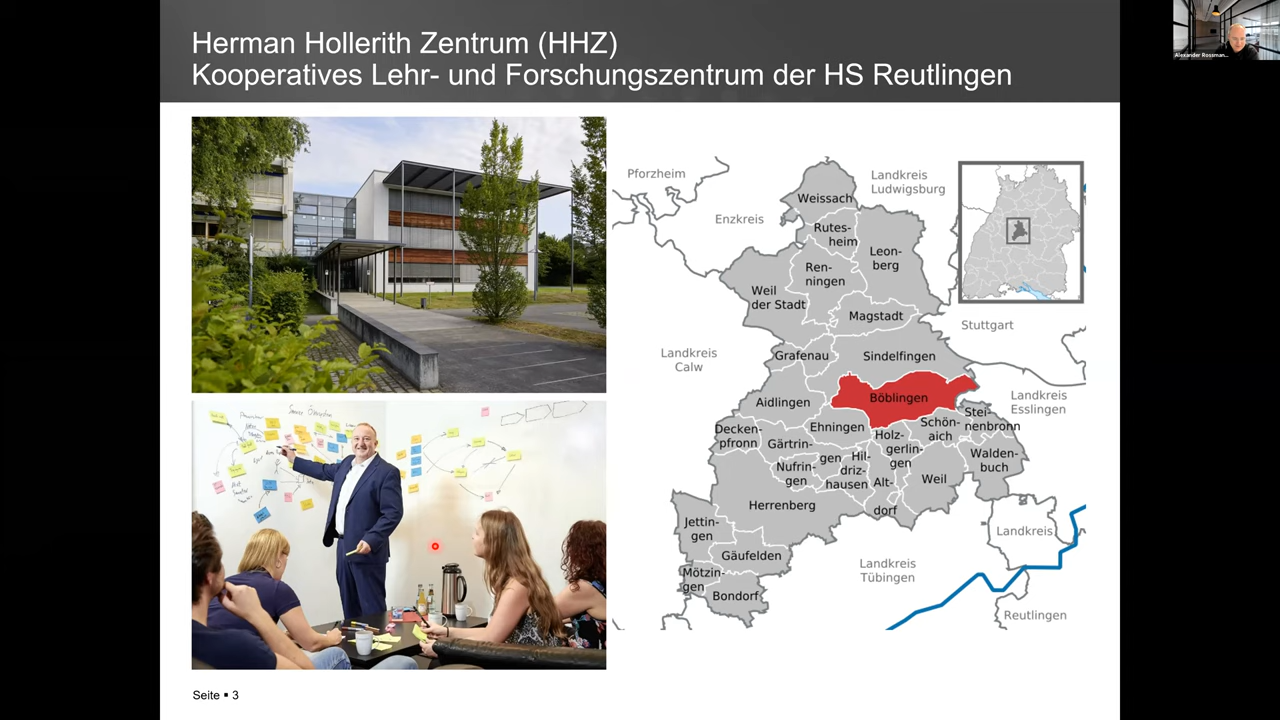 Herman Hollerith Zentrum (HHZ)
Kooperatives Lehr- und Forschungszentrum der HS Reutlingen
Alexander Rossman...
Pforzheim
Landkreis
Ludwigsburg
Enzkreis
Weissach
Rutes-
heim
Leon-
berg
Ren-
ningen
Weil
der Stadt
Magstadt
Stuttgart
Landkreis
Calw
Grafenau
Sindelfingen
Böblingen
Aidlingen
Landkreis
Esslingen
Decken-
pfronn
Ehningen
Schön-
aich
Stei-
nenbronn
Gärtrin-
gen
Holz-
gerlin-
gen
Hil-
driz-
hausen
Walden-
buch
Nufrin-
gen
Alt-
dorf
Weil
Herrenberg
Jettin-
gen
Landkreis
Gäufelden
Landkreis
Tübingen
Mötzin-
gen
Bondorf
Reutlingen
Seite ▪ 3